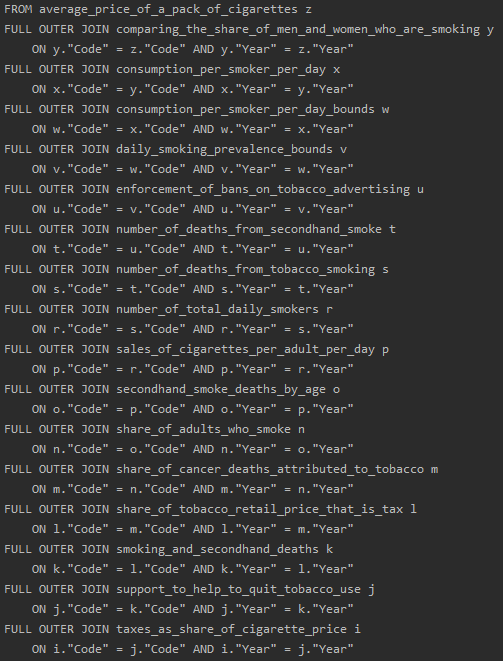 FROM average_price_of_a_pack_of_cigarettes z
FULL OUTER JOIN comparing_the_share_of_men_and_women_who_are_smoking y
ON y."Code" = z."Code" AND y."Year" = z."Year"
FULL OUTER JOIN consumption_per_smoker_per_day x
ON x."Code" = y."Code" AND x."Year" = y."Year"
FULL OUTER JOIN consumption_per_smoker_per_day_bounds w
ON w."Code" = x."Code" AND w."Year" = x."Year"
FULL OUTER JOIN daily_smoking_prevalence_bounds v
ON v."Code" = w."Code" AND v."Year" = w."Year"
FULL OUTER JOIN enforcement_of_bans_on_tobacco_advertising u
ON u."Code" = v."Code" AND u."Year" = v."Year"
FULL OUTER JOIN number_of_deaths_from_secondhand_smoke t
ON t."Code" = u."Code" AND t."Year" = u."Year"
FULL OUTER JOIN number_of_deaths_from_tobacco_smoking s
ON s."Code" = t."Code" AND s."Year" = t."Year"
FULL OUTER JOIN number_of_total_daily_smokers r
ON r."Code" = s."Code" AND r."Year" = s."Year"
FULL OUTER JOIN sales_of_cigarettes_per_adult_per_day p
ON p."Code" = r."Code" AND p."Year" = r."Year"
FULL OUTER JOIN secondhand_smoke_deaths_by_age o
ON o."Code" = p."Code" AND o."Year" = p."Year"
FULL OUTER JOIN share_of_adults_who_smoke n
ON n."Code" = o."Code" AND n."Year" = o."Year"
FULL OUTER JOIN share_of_cancer_deaths_attributed_to_tobacco m
ON m."Code" = n."Code" AND m."Year" = n."Year"
FULL OUTER JOIN share_of_tobacco_retail_price_that_is_tax l
ON l."Code" = m."Code" AND l."Year" = m."Year"
FULL OUTER JOIN smoking_and_secondhand_deaths k
ON k."Code" = l."Code" AND k."Year" = l."Year"
FULL OUTER JOIN support_to_help_to_quit_tobacco_use j
ON j."Code" = k."Code" AND j."Year" = k."Year"
FULL OUTER JOIN taxes_as_share_of_cigarette_price i
ON i."Code" = j."Code" AND i."Year" = j."Year"